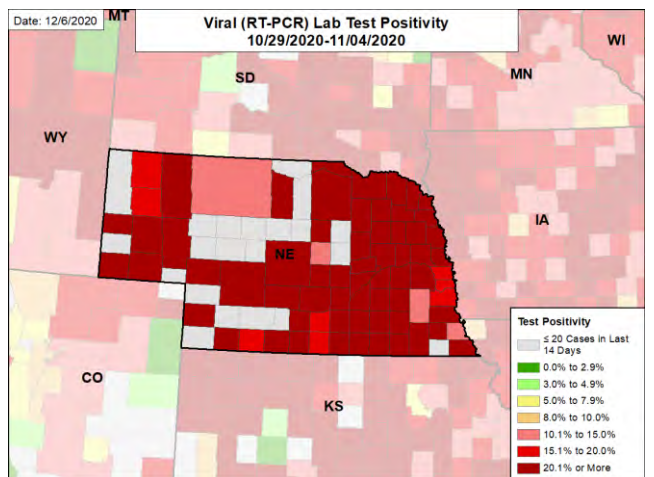 Date: 12/6/2020
Viral (RT-PCR) Lab Test Positivity
10/29/2020-11/04/2020
MT
WI
SD
MN
WY
IA
NE
CO
KS
Test Positivity
≤ 20 Cases in Last
14 Days
0.0% to 2.9%
3.0% to 4.9%
5.0% to 7.9%
8.0% to 10.0%
10.1% to 15.0%
15.1% to 20.0%
20.1% or More